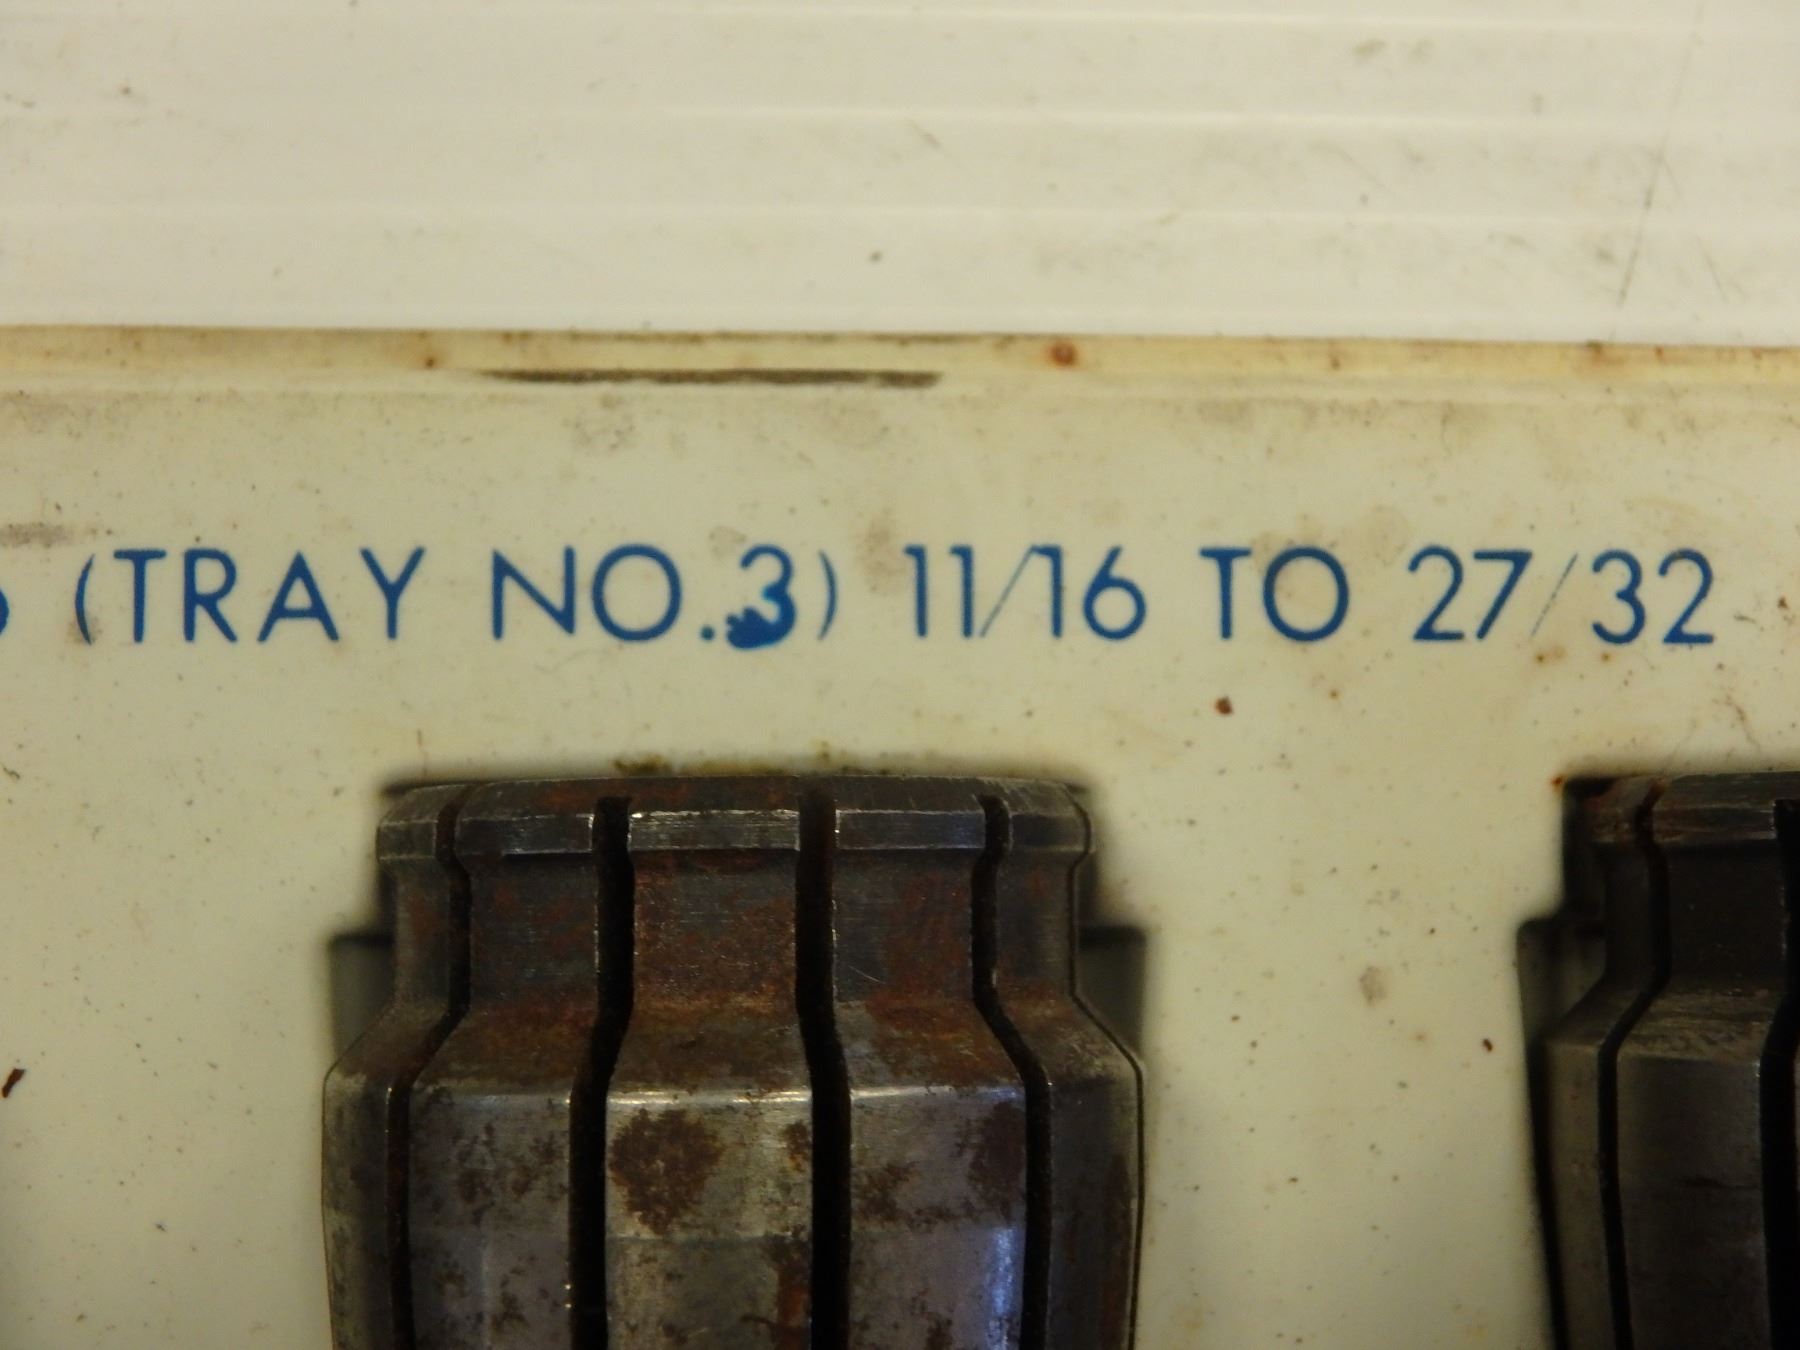 (TRAY NO.3) 11/16 TO 27/32